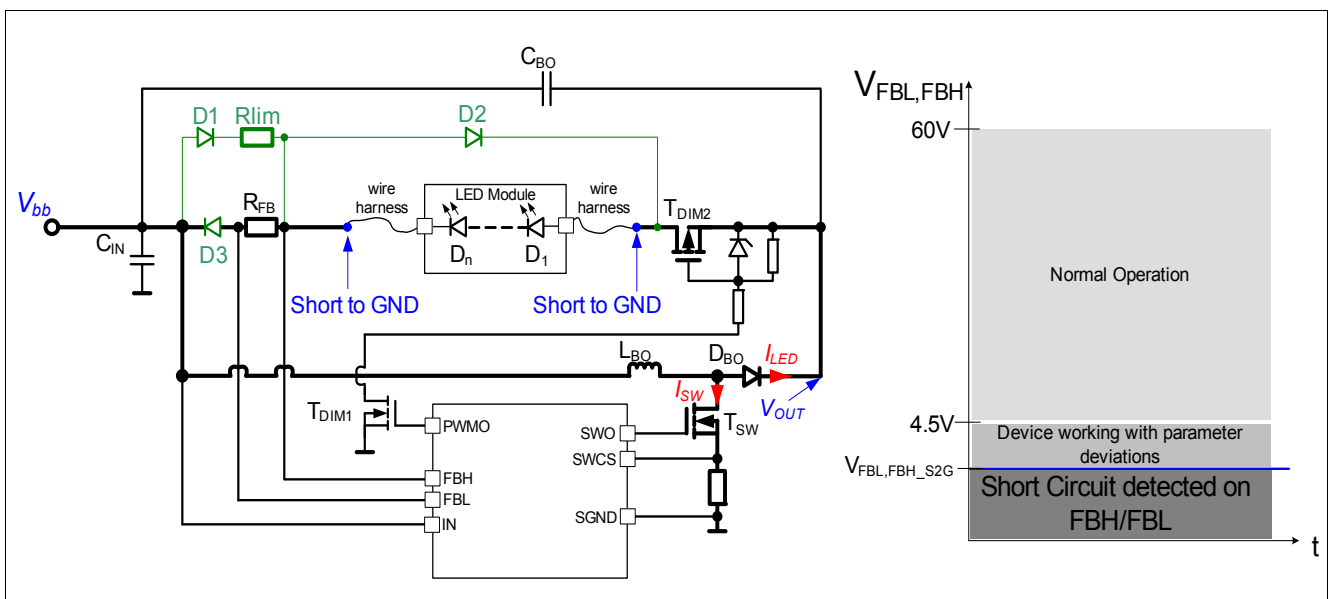 C_BO
D1 Rlim D2
V_bb
C_IN
D3
R_FB
wire
harness
LED Module
D_n
D_1
wire
harness
T_DIM2
Short to GND
Short to GND
L_BO
D_BO
I_LED
I_SW
V_OUT
T_DIM1
T_SW
PWMO
FBH
FBL
IN
SWO
SWCS
SGND
V_FBL,FBH
60V
Normal Operation
4.5V
Device working with parameter
deviations
V_FBL,FBH_S2G
Short Circuit detected on
FBH/FBL
t